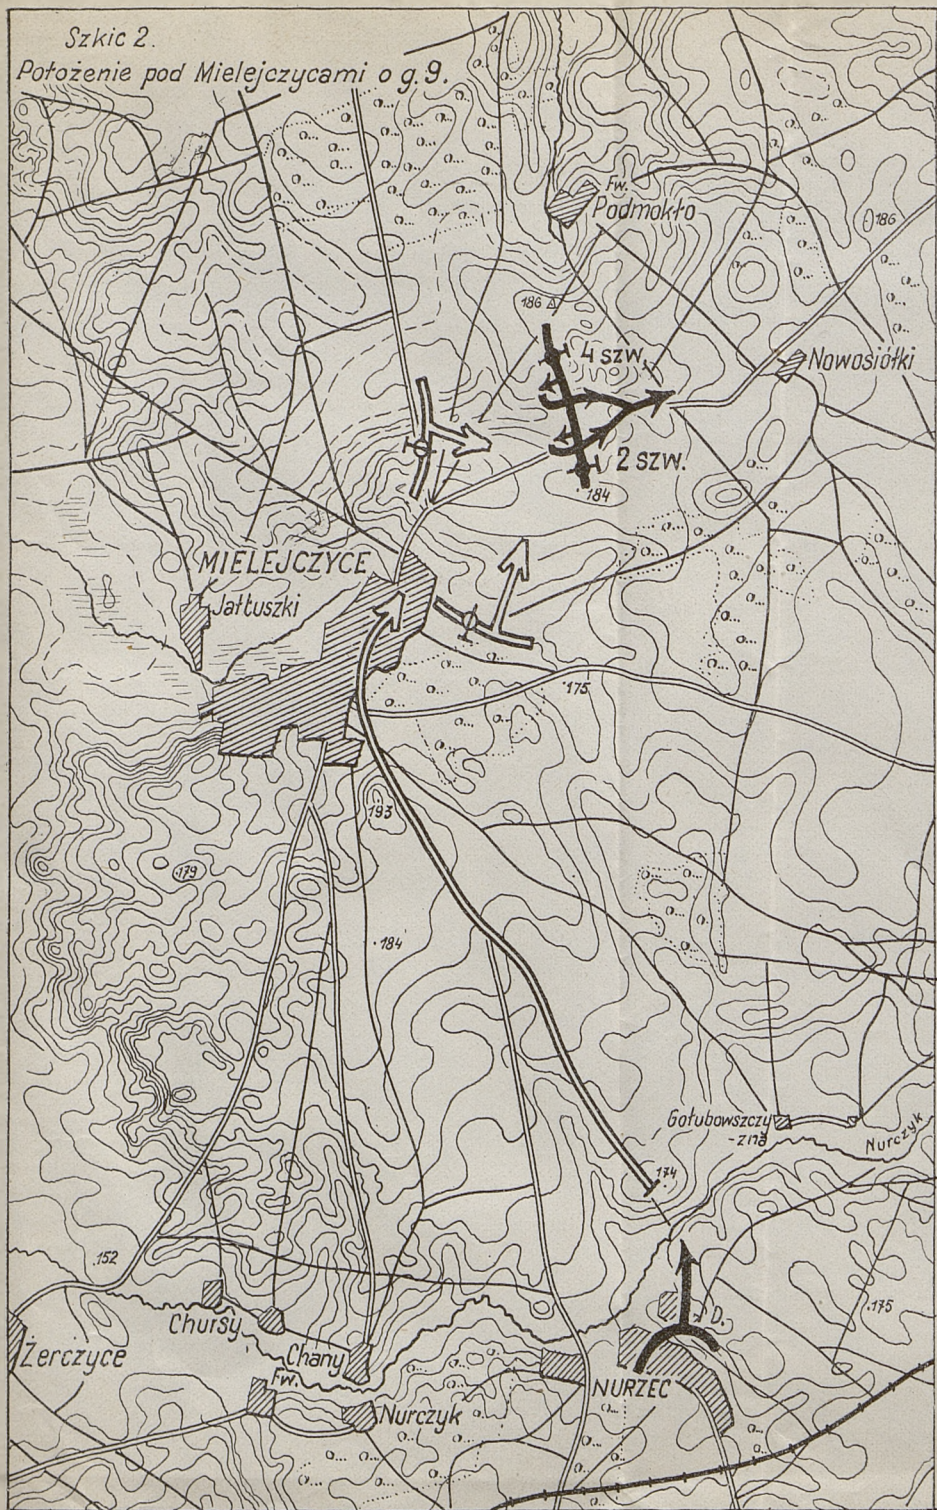 Szkic 2.
Położenie pod Mielejczycami o g. 9.
Fw.
Podmokło
186
186
4 szw.
Nowosiółki
2 szw.
184
MIELEJCZYCE
Jałtuszki
175
193
179
184
Gołubowszczy
-zna
Nurczyk
174
152
Chursy
D.
175
Żerczyce
Chany
Fw.
NURZEC
Nurczyk